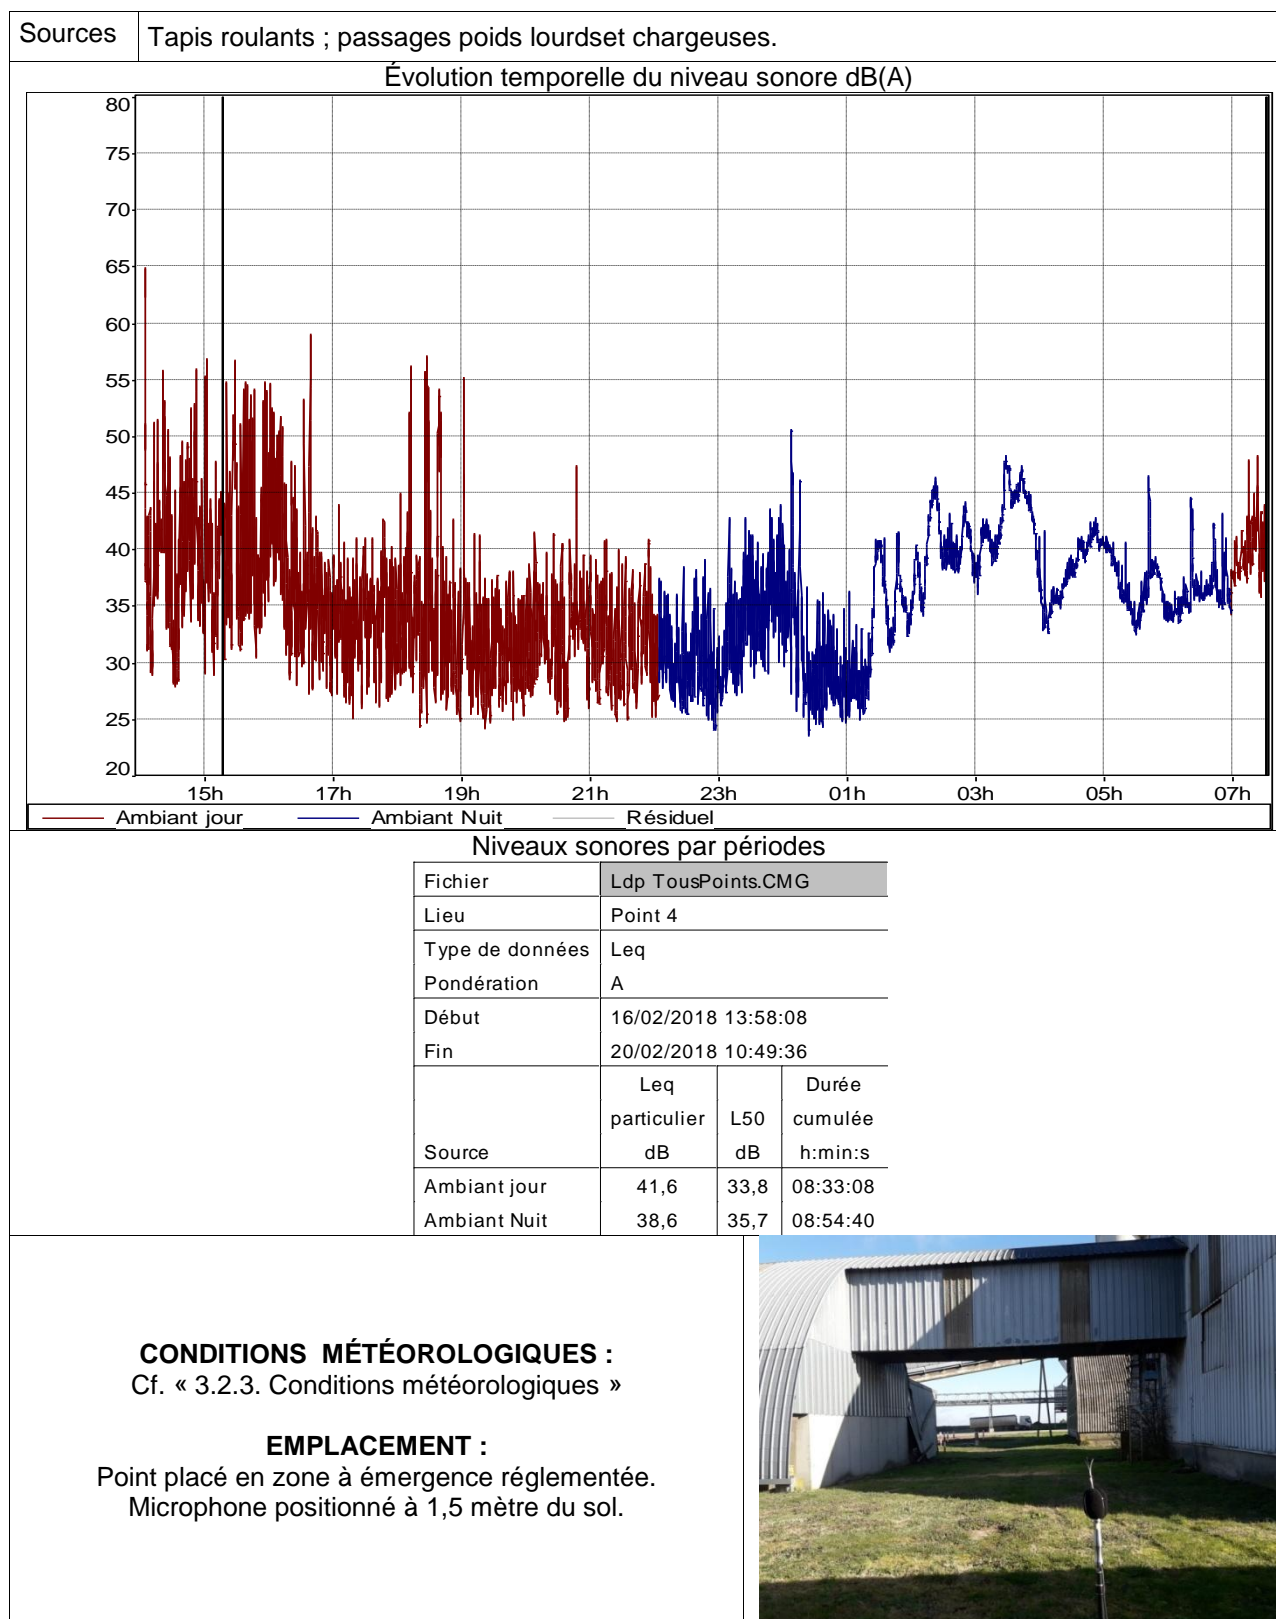 Sources Tapis roulants ; passages poids lourdset chargeuses.
Évolution temporelle du niveau sonore dB(A)
80
75
70
65
60
55
50
45
40
35
30
25
20
15h 17h 19h 21h 23h 01h 03h 05h 07h
Ambiant jour Ambiant Nuit Résiduel
Niveaux sonores par périodes
Fichier Ldp TousPoints.CMG
Lieu Point 4
Type de données Leq
Pondération A
Début 16/02/2018 13:58:08
Fin 20/02/2018 10:49:36
Leq Durée
particulier L50 cumulée
Source dB dB h:min:s
Ambiant jour 41,6 33,8 08:33:08
Ambiant Nuit 38,6 35,7 08:54:40
CONDITIONS MÉTÉOROLOGIQUES :
Cf. « 3.2.3. Conditions météorologiques »
EMPLACEMENT :
Point placé en zone à émergence réglementée.
Microphone positionné à 1,5 mètre du sol.